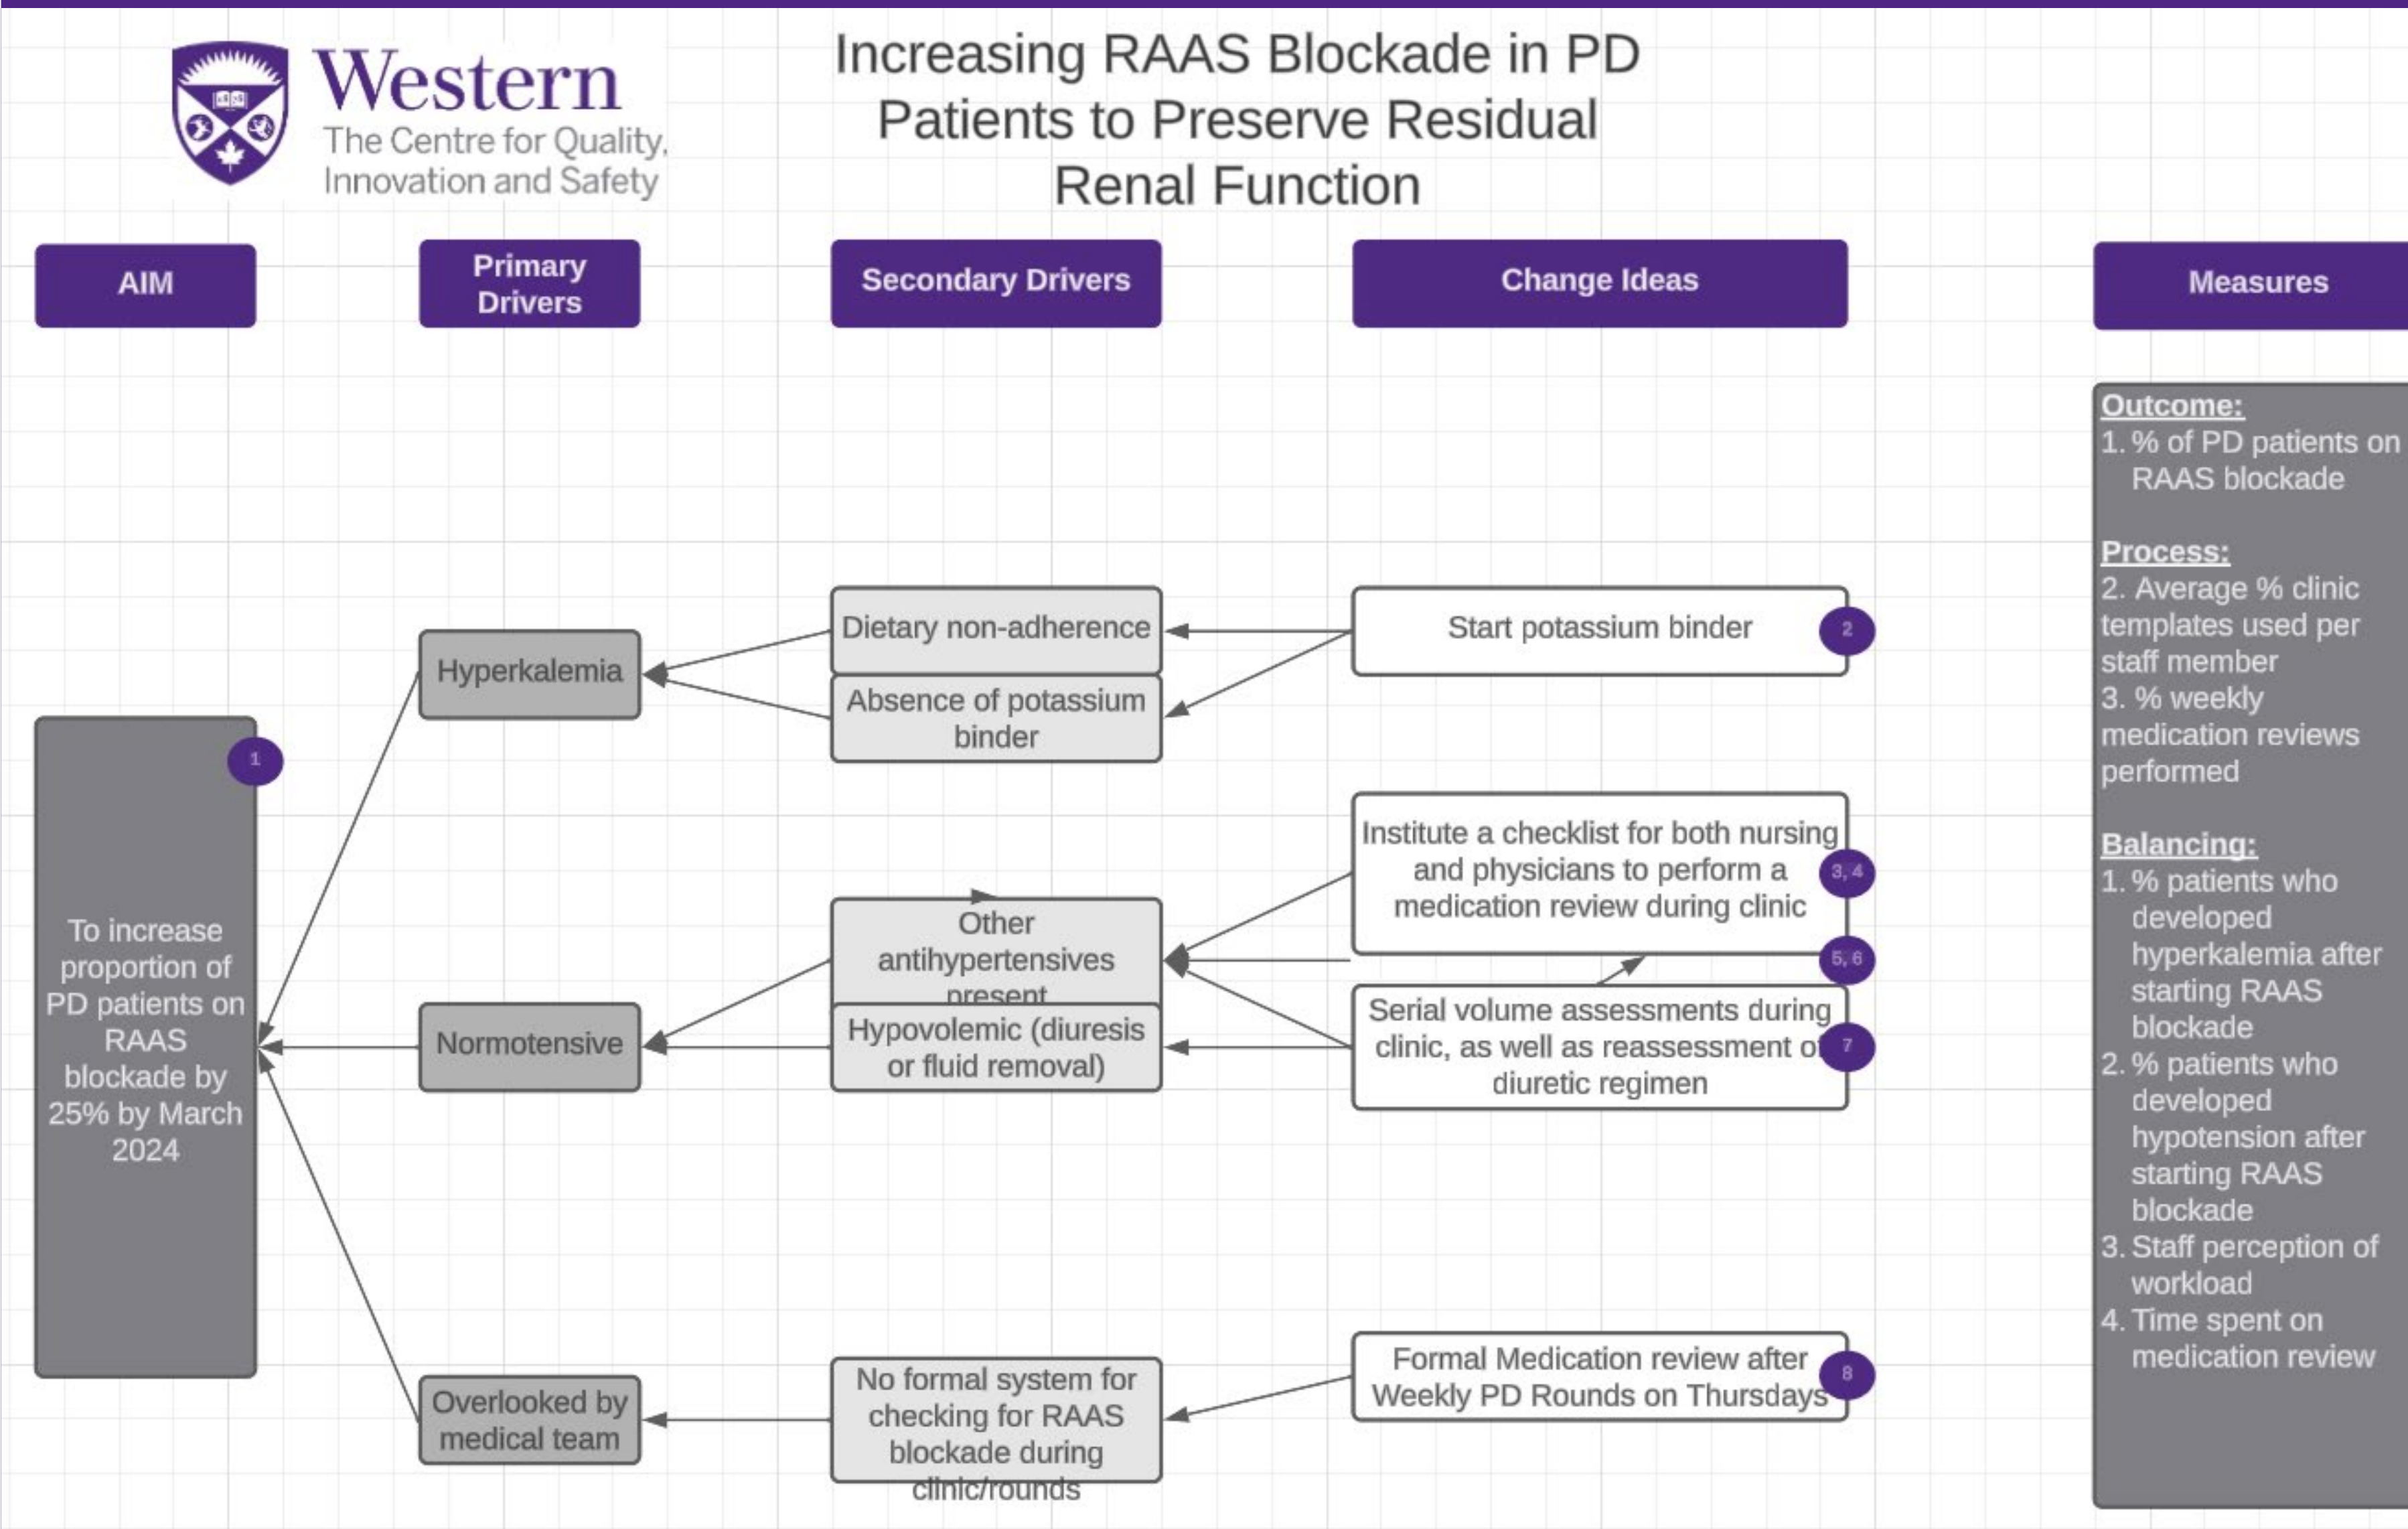 Western
The Centre for Quality,
Innovation and Safety
Increasing RAAS Blockade in PD
Patients to Preserve Residual
Renal Function
AIM
Primary
Drivers
Secondary Drivers
Change Ideas
Measures
To increase
proportion of
PD patients on
RAAS
blockade by
25% by March
2024
1
Hyperkalemia
Normotensive
Overlooked by
medical team
Dietary non-adherence
Absence of potassium
binder
Other
antihypertensives
present
Hypovolemic (diuresis
or fluid removal)
No formal system for
checking for RAAS
blockade during
clinic/rounds
Start potassium binder
2
Institute a checklist for both nursing
and physicians to perform a
medication review during clinic
3, 4
5, 6
Serial volume assessments during
clinic, as well as reassessment of
diuretic regimen
7
Formal Medication review after
Weekly PD Rounds on Thursdays
8
Outcome:
1. % of PD patients on
RAAS blockade
Process:
2. Average % clinic
templates used per
staff member
3. % weekly
medication reviews
performed
Balancing:
1. % patients who
developed
hyperkalemia after
starting RAAS
blockade
2. % patients who
developed
hypotension after
starting RAAS
blockade
3. Staff perception of
workload
4. Time spent on
medication review